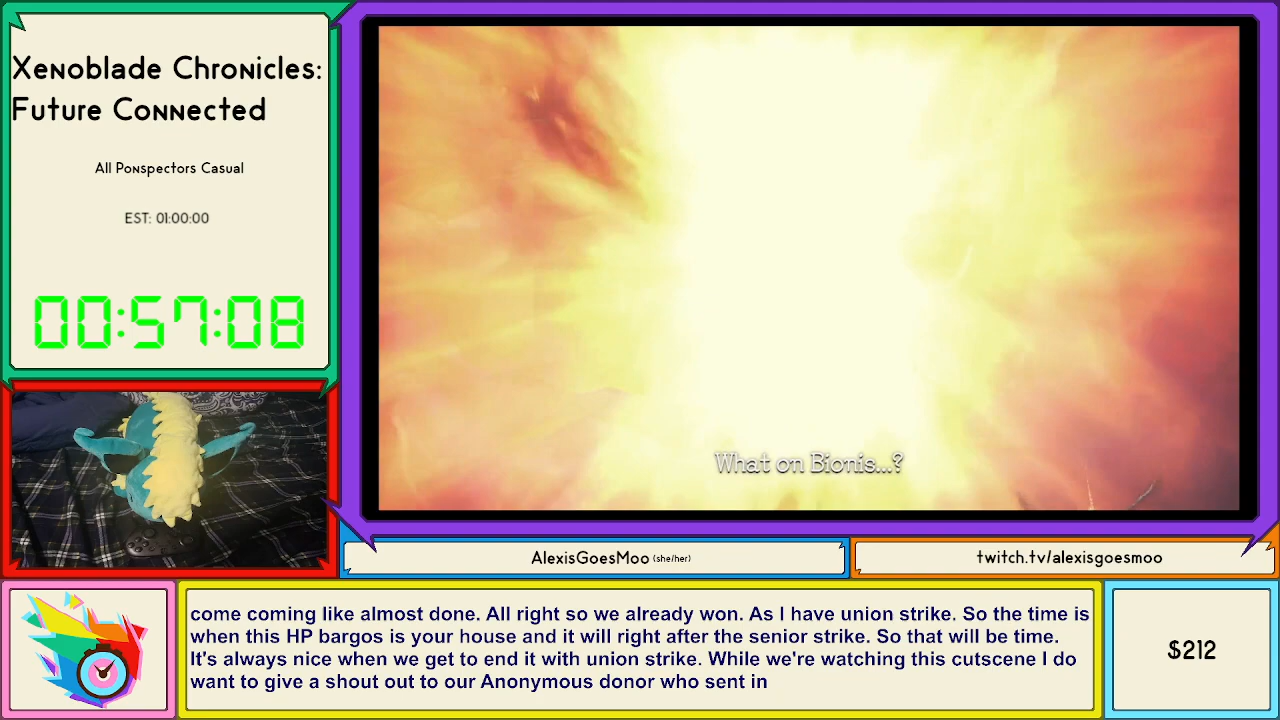 Xenoblade Chronicles:
Future Connected
All Ponspectors Casual
EST: 01:00:00
00:57:08
What on Bionis...?
AlexisGoesMoo (she/her)
twitch.tv/alexisgoesmoo
come coming like almost done. All right so we already won. As I have union strike. So the time is
when this HP bargos is your house and it will right after the senior strike. So that will be time.
It's always nice when we get to end it with union strike. While we're watching this cutscene I do
want to give a shout out to our Anonymous donor who sent in
$212